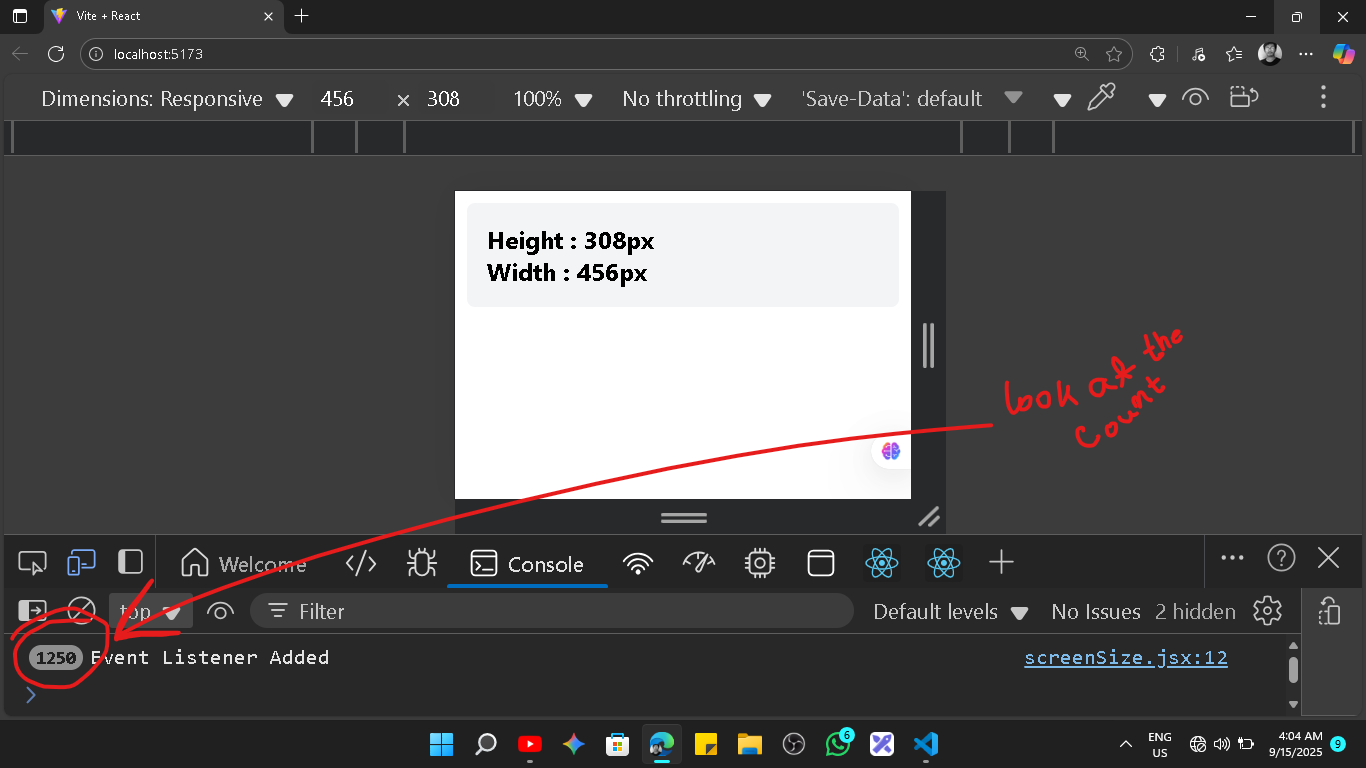 Vite + React
localhost:5173
Dimensions: Responsive 456 × 308 100% No throttling 'Save-Data': default
Height : 308px
Width : 456px
look at the
count
Welcome Console
top Filter Default levels No Issues 2 hidden
1250 Event Listener Added screenSize.jsx:12
6
ENG
US
4:04 AM
9/15/2025
9